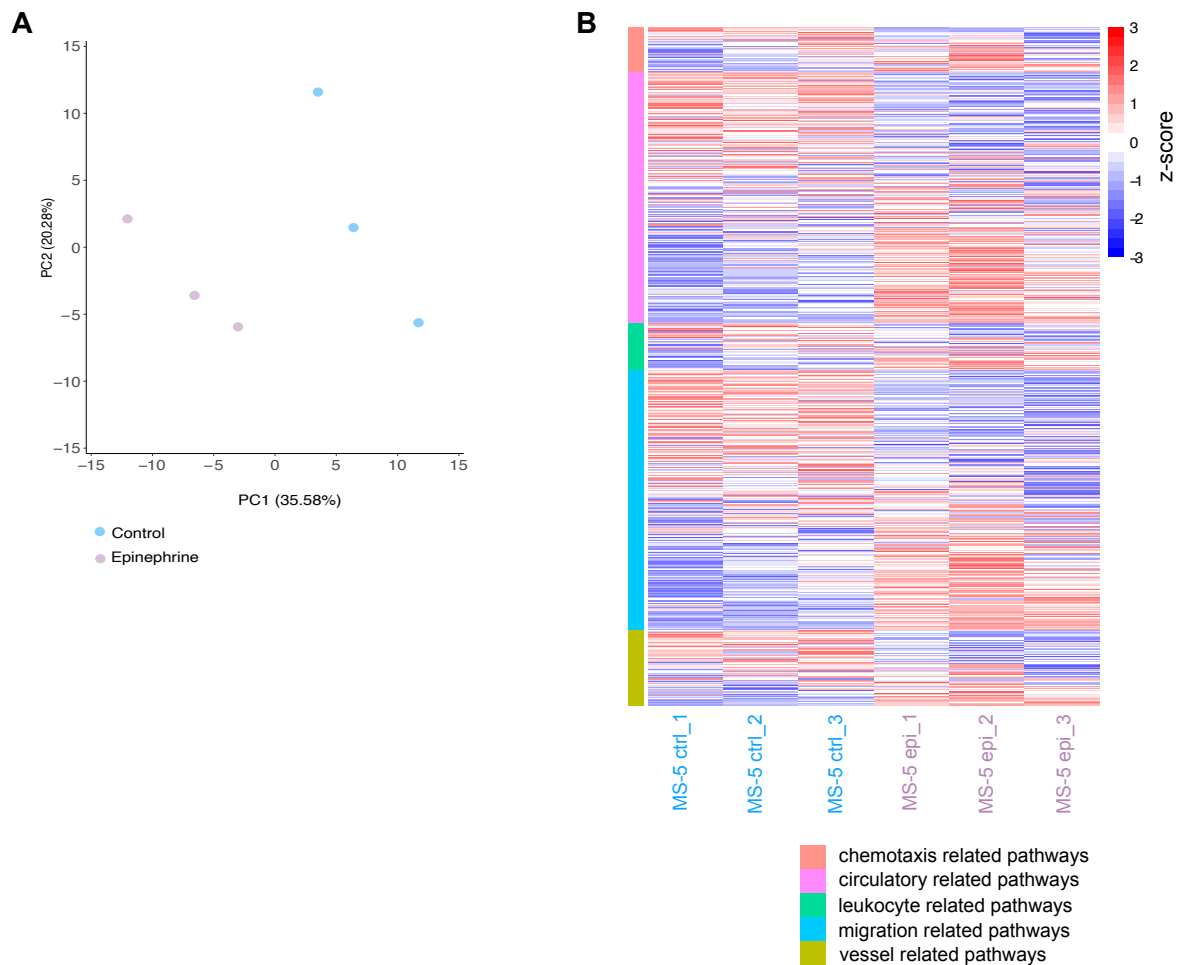 A
15
10
5
0
−5
−10
−15
PC2 (20.28%)
−15 −10 −5 0 5 10 15
PC1 (35.58%)
Control
Epinephrine
B
3
2
1
0
-1
-2
-3
z-score
MS-5 ctrl_1
MS-5 ctrl_2
MS-5 ctrl_3
MS-5 epi_1
MS-5 epi_2
MS-5 epi_3
chemotaxis related pathways
circulatory related pathways
leukocyte related pathways
migration related pathways
vessel related pathways